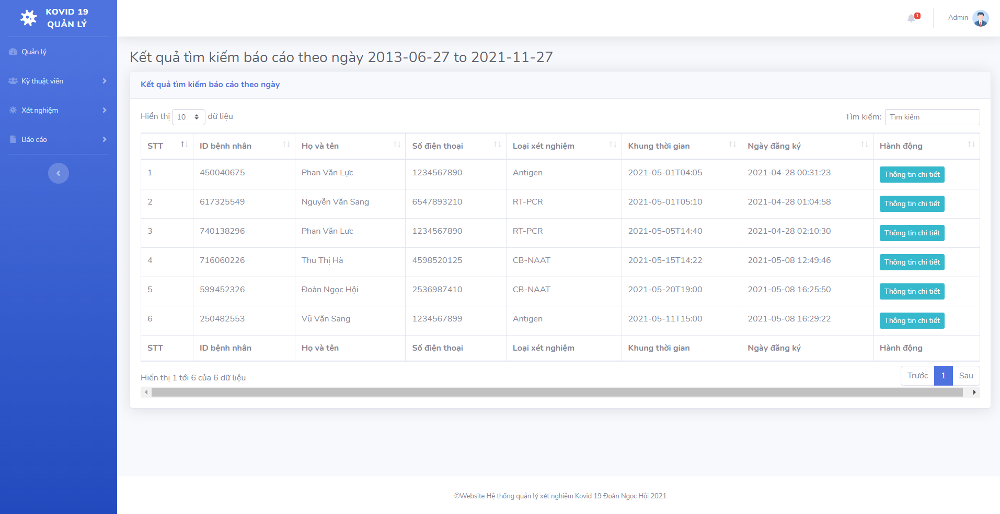 KOVID 19
QUẢN LÝ
1
Admin
Quản lý
Kỹ thuật viên
Xét nghiệm
Báo cáo
Kết quả tìm kiếm báo cáo theo ngày 2013-06-27 to 2021-11-27
Kết quả tìm kiếm báo cáo theo ngày
Hiển thị 10 dữ liệu Tìm kiếm: Tìm kiếm
STT ID bệnh nhân Họ và tên Số điện thoại Loại xét nghiệm Khung thời gian Ngày đăng ký Hành động
1 450040675 Phan Văn Lực 1234567890 Antigen 2021-05-01T04:05 2021-04-28 00:31:23 Thông tin chi tiết
2 617325549 Nguyễn Văn Sang 6547893210 RT-PCR 2021-05-01T05:10 2021-04-28 01:04:58 Thông tin chi tiết
3 740138296 Phan Văn Lực 1234567890 RT-PCR 2021-05-05T14:40 2021-04-28 02:10:30 Thông tin chi tiết
4 716060226 Thu Thị Hà 4598520125 CB-NAAT 2021-05-15T14:22 2021-05-08 12:49:46 Thông tin chi tiết
5 599452326 Đoàn Ngọc Hội 2536987410 CB-NAAT 2021-05-20T19:00 2021-05-08 16:25:50 Thông tin chi tiết
6 250482553 Vũ Văn Sang 1234567899 Antigen 2021-05-11T15:00 2021-05-08 16:29:22 Thông tin chi tiết
STT ID bệnh nhân Họ và tên Số điện thoại Loại xét nghiệm Khung thời gian Ngày đăng ký Hành động
Hiển thị 1 tới 6 của 6 dữ liệu Trước 1 Sau
©Website Hệ thống quản lý xét nghiệm Kovid 19 Đoàn Ngọc Hội 2021